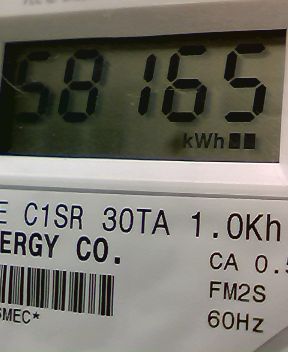 58165
kWh
E C1SR 30TA 1.0Kh
ERGY CO.
CA 0.5
FM2S
60Hz
SMEC*